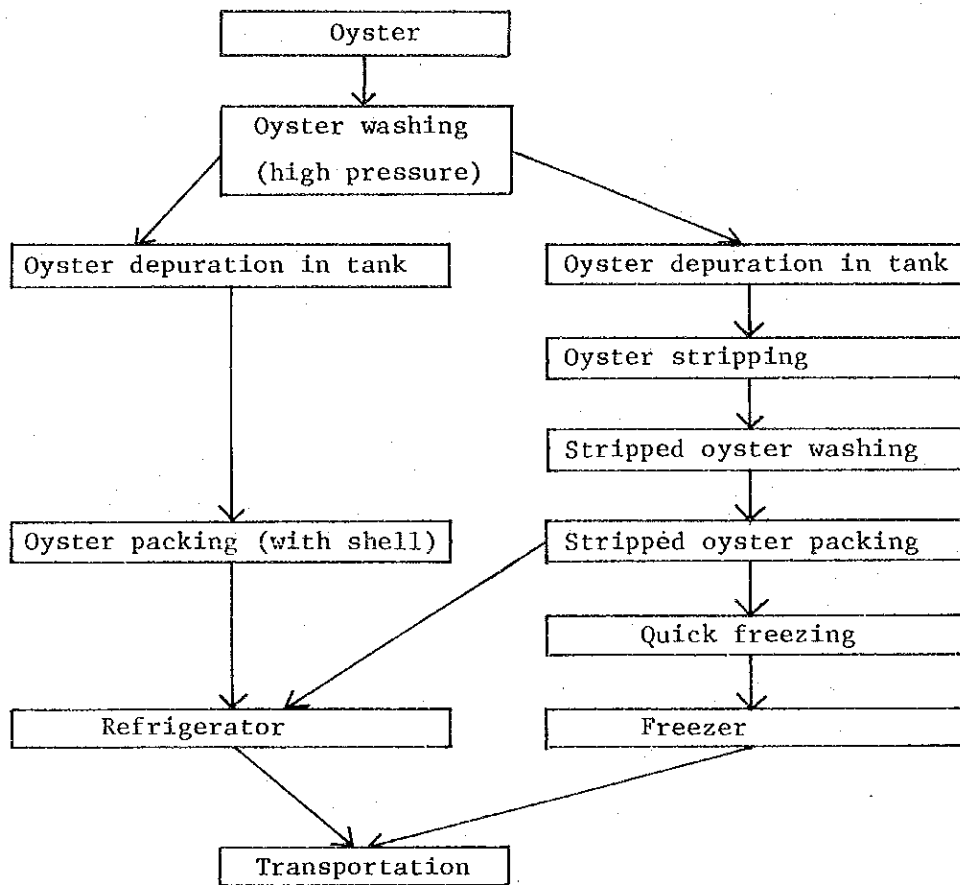 Oyster
Oyster washing
(high pressure)
Oyster depuration in tank
Oyster depuration in tank
Oyster stripping
Stripped oyster washing
Oyster packing (with shell)
Stripped oyster packing
Quick freezing
Refrigerator
Freezer
Transportation